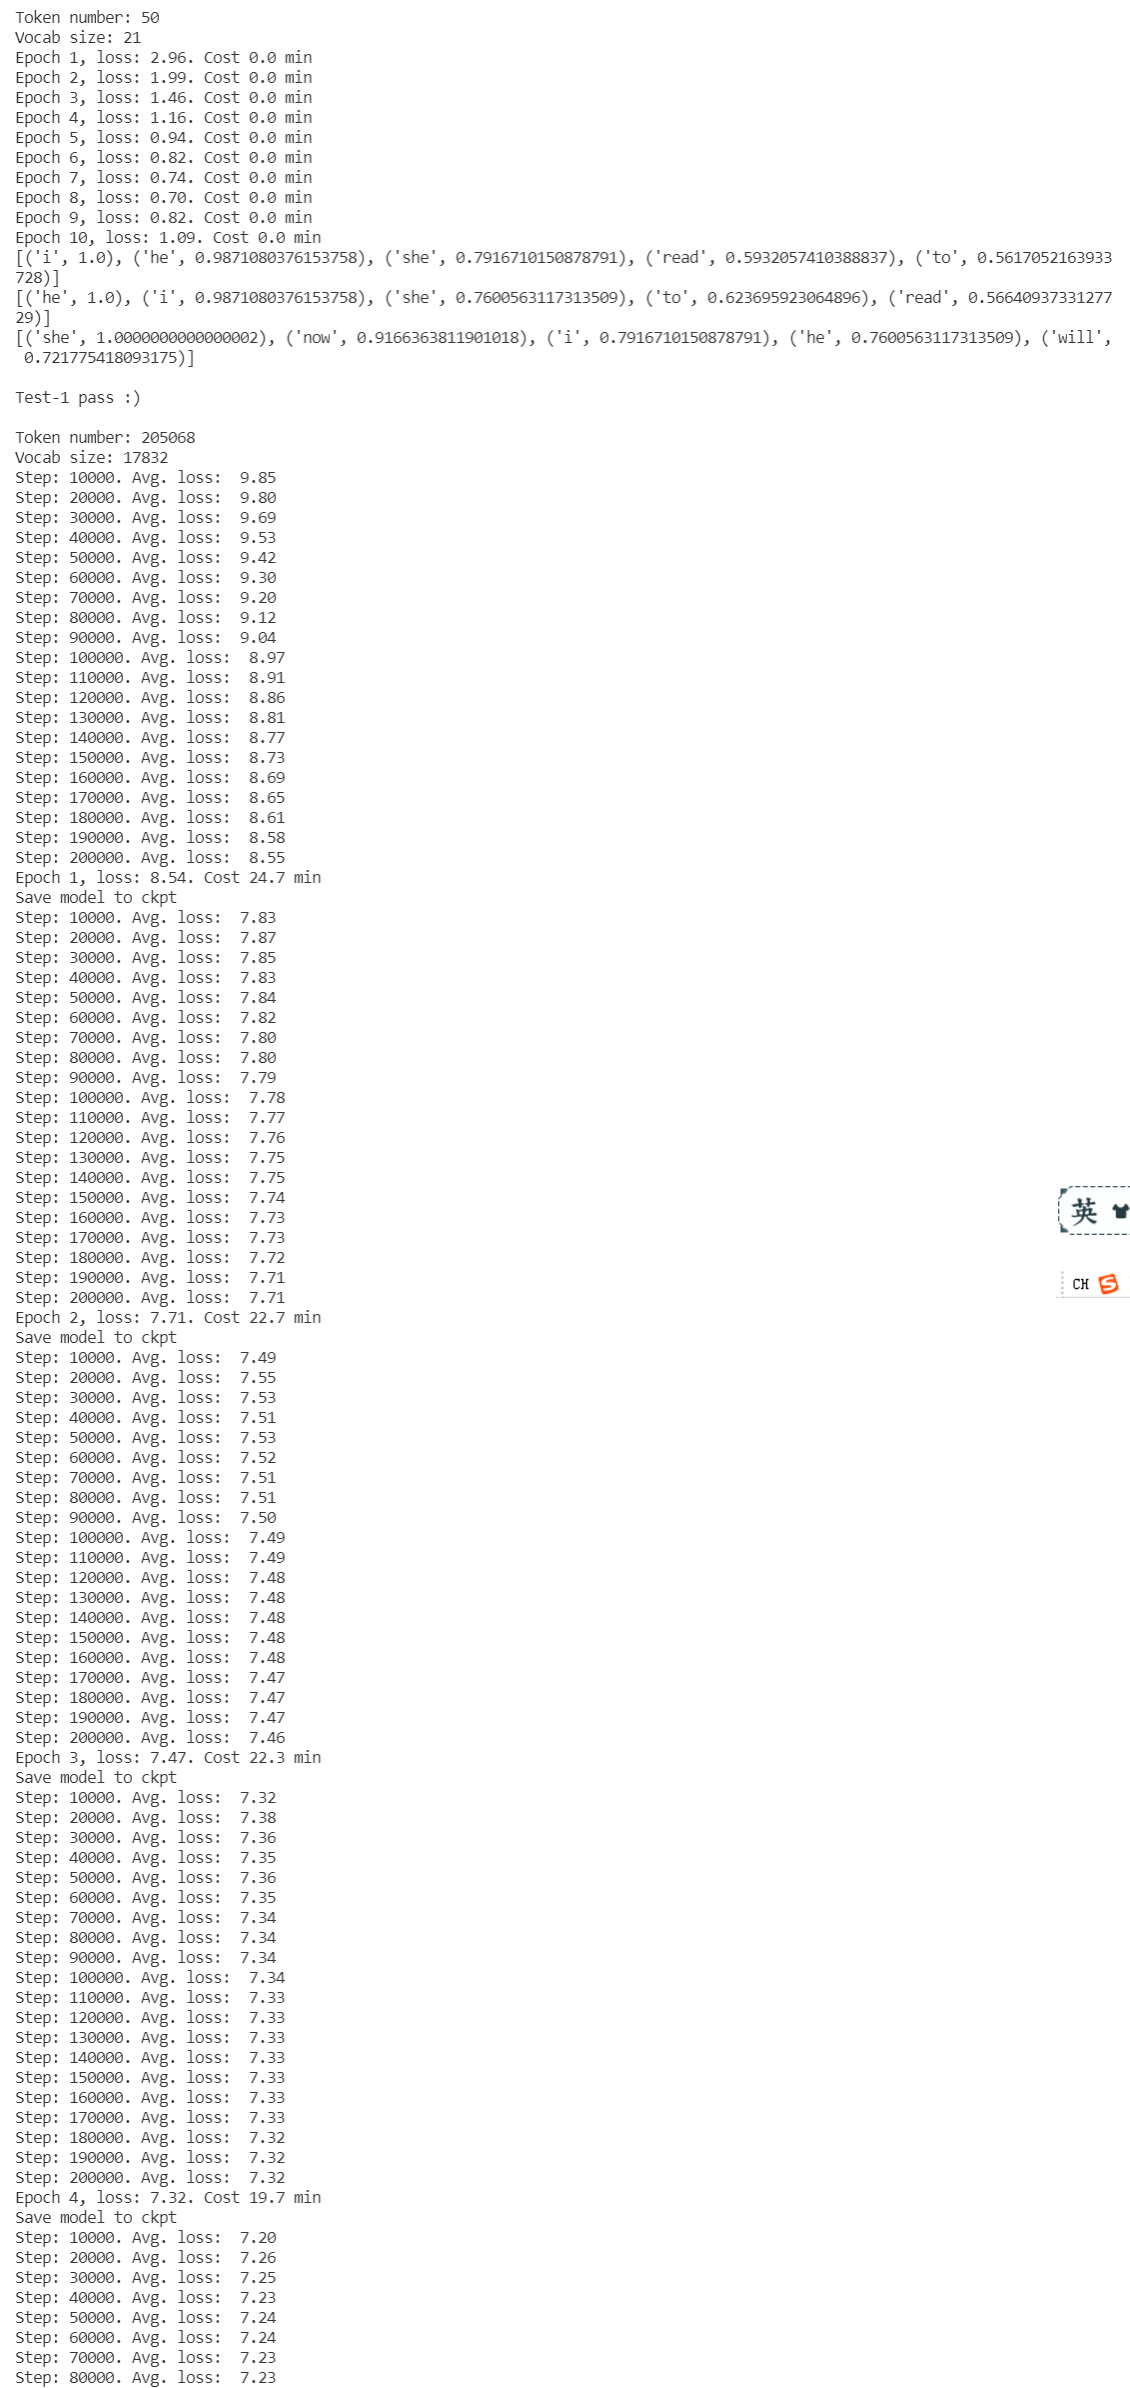 Token number: 50
Vocab size: 21
Epoch 1, loss: 2.96. Cost 0.0 min
Epoch 2, loss: 1.99. Cost 0.0 min
Epoch 3, loss: 1.46. Cost 0.0 min
Epoch 4, loss: 1.16. Cost 0.0 min
Epoch 5, loss: 0.94. Cost 0.0 min
Epoch 6, loss: 0.82. Cost 0.0 min
Epoch 7, loss: 0.74. Cost 0.0 min
Epoch 8, loss: 0.70. Cost 0.0 min
Epoch 9, loss: 0.82. Cost 0.0 min
Epoch 10, loss: 1.09. Cost 0.0 min
[('i', 1.0), ('he', 0.9871080376153758), ('she', 0.7916710150878791), ('read', 0.5932057410388837), ('to', 0.5617052163933
728)]
[('he', 1.0), ('i', 0.9871080376153758), ('she', 0.7600563117313509), ('to', 0.623695923064896), ('read', 0.56640937331277
29)]
[('she', 1.0000000000000002), ('now', 0.9166363811901018), ('i', 0.7916710150878791), ('he', 0.7600563117313509), ('will',
 0.721775418093175)]
Test-1 pass :)
Token number: 205068
Vocab size: 17832
Step: 10000. Avg. loss:  9.85
Step: 20000. Avg. loss:  9.80
Step: 30000. Avg. loss:  9.69
Step: 40000. Avg. loss:  9.53
Step: 50000. Avg. loss:  9.42
Step: 60000. Avg. loss:  9.30
Step: 70000. Avg. loss:  9.20
Step: 80000. Avg. loss:  9.12
Step: 90000. Avg. loss:  9.04
Step: 100000. Avg. loss:  8.97
Step: 110000. Avg. loss:  8.91
Step: 120000. Avg. loss:  8.86
Step: 130000. Avg. loss:  8.81
Step: 140000. Avg. loss:  8.77
Step: 150000. Avg. loss:  8.73
Step: 160000. Avg. loss:  8.69
Step: 170000. Avg. loss:  8.65
Step: 180000. Avg. loss:  8.61
Step: 190000. Avg. loss:  8.58
Step: 200000. Avg. loss:  8.55
Epoch 1, loss: 8.54. Cost 24.7 min
Save model to ckpt
Step: 10000. Avg. loss:  7.83
Step: 20000. Avg. loss:  7.87
Step: 30000. Avg. loss:  7.85
Step: 40000. Avg. loss:  7.83
Step: 50000. Avg. loss:  7.84
Step: 60000. Avg. loss:  7.82
Step: 70000. Avg. loss:  7.80
Step: 80000. Avg. loss:  7.80
Step: 90000. Avg. loss:  7.79
Step: 100000. Avg. loss:  7.78
Step: 110000. Avg. loss:  7.77
Step: 120000. Avg. loss:  7.76
Step: 130000. Avg. loss:  7.75
Step: 140000. Avg. loss:  7.75
Step: 150000. Avg. loss:  7.74
Step: 160000. Avg. loss:  7.73
英
Step: 170000. Avg. loss:  7.73
Step: 180000. Avg. loss:  7.72
Step: 190000. Avg. loss:  7.71
CH S
Step: 200000. Avg. loss:  7.71
Epoch 2, loss: 7.71. Cost 22.7 min
Save model to ckpt
Step: 10000. Avg. loss:  7.49
Step: 20000. Avg. loss:  7.55
Step: 30000. Avg. loss:  7.53
Step: 40000. Avg. loss:  7.51
Step: 50000. Avg. loss:  7.53
Step: 60000. Avg. loss:  7.52
Step: 70000. Avg. loss:  7.51
Step: 80000. Avg. loss:  7.51
Step: 90000. Avg. loss:  7.50
Step: 100000. Avg. loss:  7.49
Step: 110000. Avg. loss:  7.49
Step: 120000. Avg. loss:  7.48
Step: 130000. Avg. loss:  7.48
Step: 140000. Avg. loss:  7.48
Step: 150000. Avg. loss:  7.48
Step: 160000. Avg. loss:  7.48
Step: 170000. Avg. loss:  7.47
Step: 180000. Avg. loss:  7.47
Step: 190000. Avg. loss:  7.47
Step: 200000. Avg. loss:  7.46
Epoch 3, loss: 7.47. Cost 22.3 min
Save model to ckpt
Step: 10000. Avg. loss:  7.32
Step: 20000. Avg. loss:  7.38
Step: 30000. Avg. loss:  7.36
Step: 40000. Avg. loss:  7.35
Step: 50000. Avg. loss:  7.36
Step: 60000. Avg. loss:  7.35
Step: 70000. Avg. loss:  7.34
Step: 80000. Avg. loss:  7.34
Step: 90000. Avg. loss:  7.34
Step: 100000. Avg. loss:  7.34
Step: 110000. Avg. loss:  7.33
Step: 120000. Avg. loss:  7.33
Step: 130000. Avg. loss:  7.33
Step: 140000. Avg. loss:  7.33
Step: 150000. Avg. loss:  7.33
Step: 160000. Avg. loss:  7.33
Step: 170000. Avg. loss:  7.33
Step: 180000. Avg. loss:  7.32
Step: 190000. Avg. loss:  7.32
Step: 200000. Avg. loss:  7.32
Epoch 4, loss: 7.32. Cost 19.7 min
Save model to ckpt
Step: 10000. Avg. loss:  7.20
Step: 20000. Avg. loss:  7.26
Step: 30000. Avg. loss:  7.25
Step: 40000. Avg. loss:  7.23
Step: 50000. Avg. loss:  7.24
Step: 60000. Avg. loss:  7.24
Step: 70000. Avg. loss:  7.23
Step: 80000. Avg. loss:  7.23